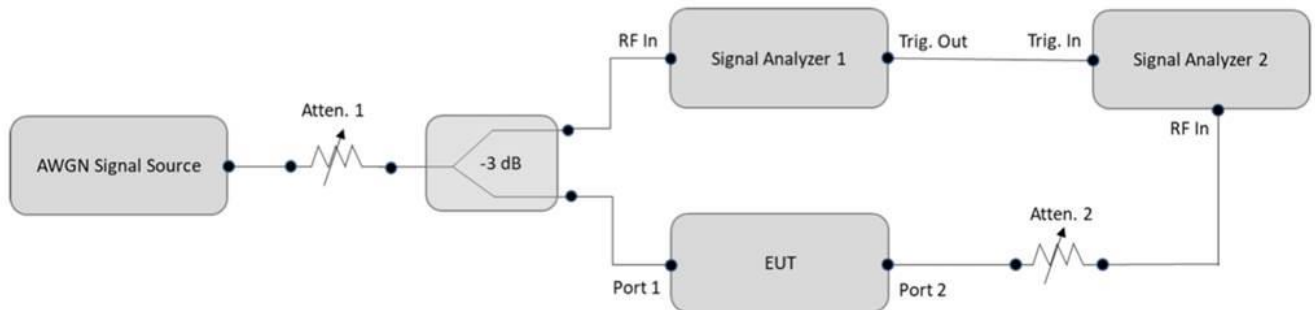 RF In
Signal Analyzer 1
Trig. Out
Trig. In
Signal Analyzer 2
RF In
Atten. 1
AWGN Signal Source
-3 dB
Atten. 2
EUT
Port 1
Port 2